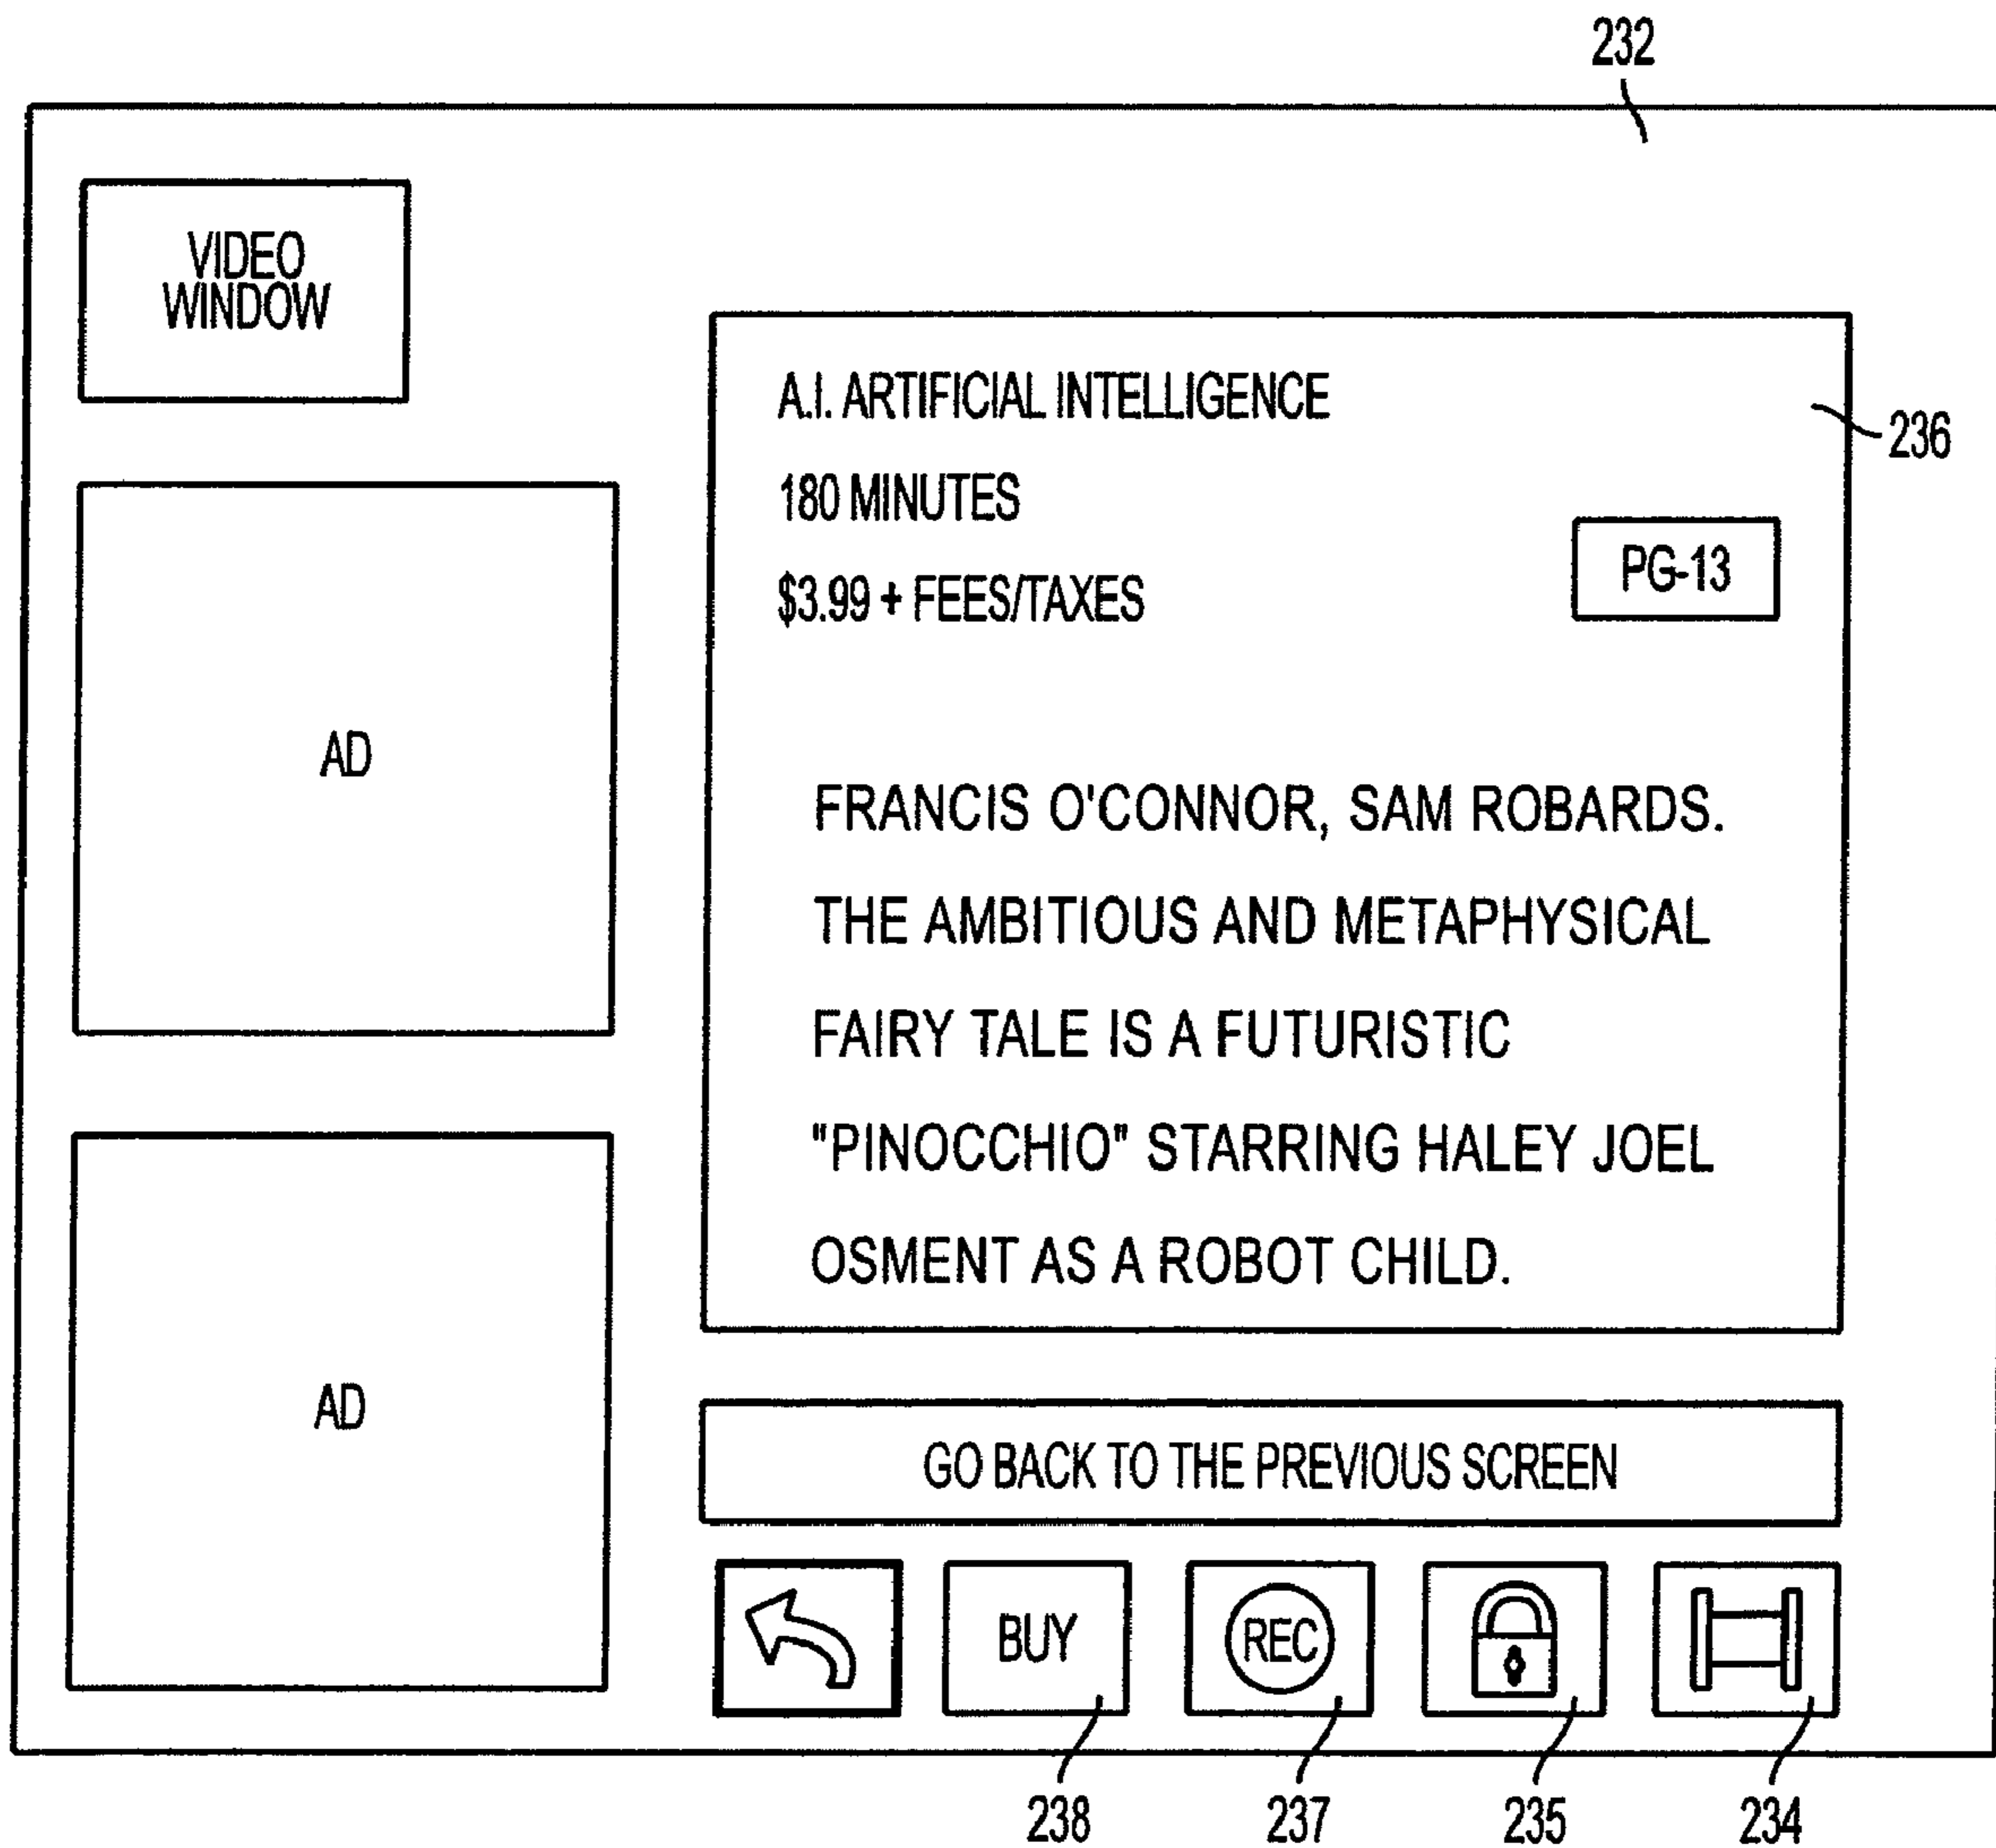 232
VIDEO
WINDOW
A.I. ARTIFICIAL INTELLIGENCE
236
180 MINUTES
PG-13
$3.99 + FEES/TAXES
AD
FRANCIS O'CONNOR, SAM ROBARDS.
THE AMBITIOUS AND METAPHYSICAL
FAIRY TALE IS A FUTURISTIC
"PINOCCHIO" STARRING HALEY JOEL
OSMENT AS A ROBOT CHILD.
AD
GO BACK TO THE PREVIOUS SCREEN
BUY
REC
238
237
235
234